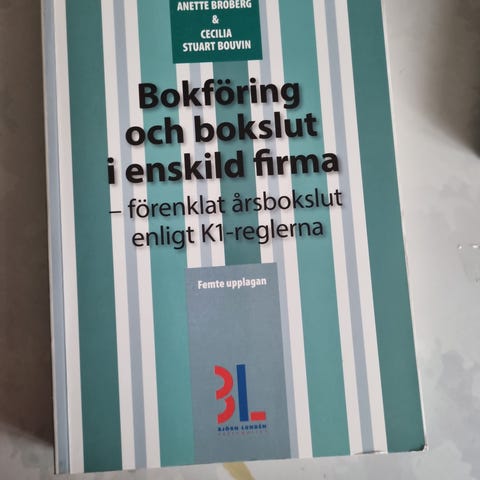 ANETTE BROBERG
&
CECILIA
STUART BOUVIN
Bokföring
och bokslut
i enskild firma
– förenklat årsbokslut
enligt K1-reglerna
Femte upplagan
BL
BJÖRN LUNDÉN